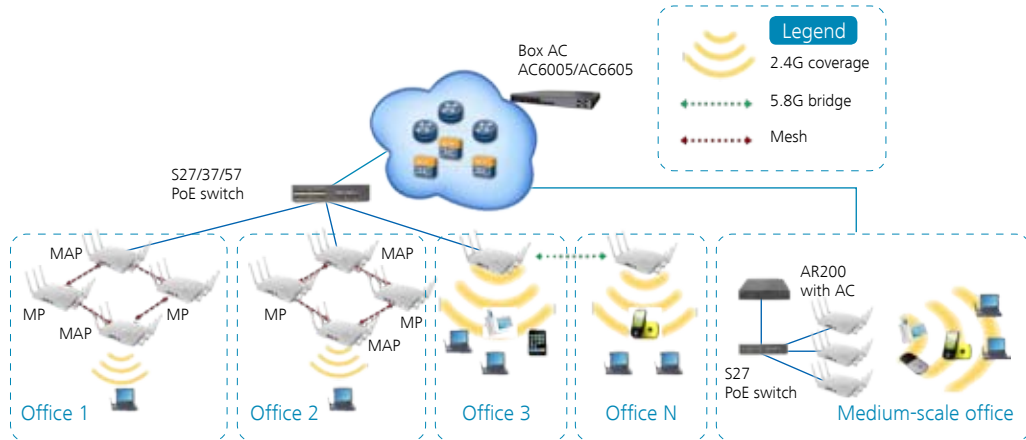 Legend
2.4G coverage
5.8G bridge
Mesh
Box AC
AC6005/AC6605
S27/37/57
PoE switch
MAP
MP
MAP
MP
Office 1
MAP
MP
MP
MAP
Office 2
Office 3
Office N
AR200
with AC
S27
PoE switch
Medium-scale office